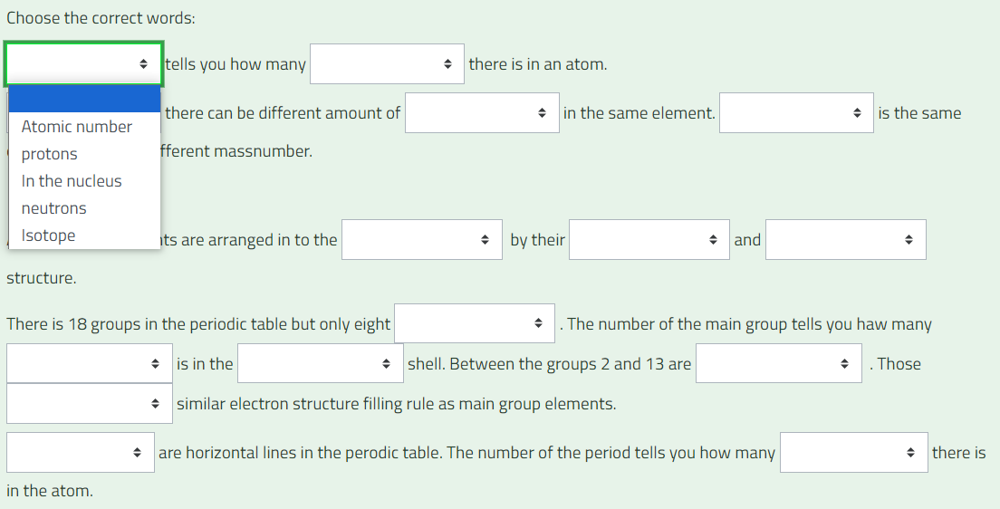 Choose the correct words:
tells you how many there is in an atom.
there can be different amount of in the same element. is the same
fferent massnumber.
Atomic number
protons
In the nucleus
neutrons
Isotope
nts are arranged in to the by their and
structure.
There is 18 groups in the periodic table but only eight . The number of the main group tells you haw many
is in the shell. Between the groups 2 and 13 are . Those
similar electron structure filling rule as main group elements.
are horizontal lines in the perodic table. The number of the period tells you how many there is
in the atom.